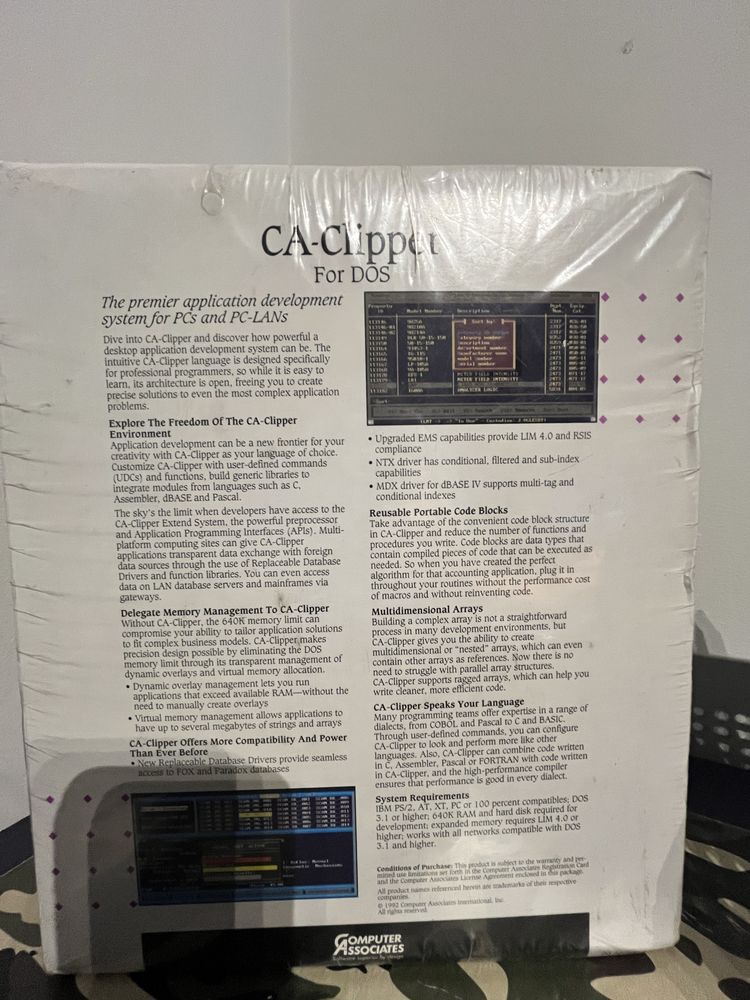 CA-Clipper
For DOS
The premier application development
system for PCs and PC-LANs
Dive into CA-Clipper and discover how powerful a
desktop application development system can be. The
intuitive CA-Clipper language is designed specifically
for professional programmers, so while it is easy to
learn, its architecture is open, freeing you to create
precise solutions to even the most complex application
problems.
Explore The Freedom Of The CA-Clipper
Environment
Application development can be a new frontier for your
creativity with CA-Clipper as your language of choice.
Customize CA-Clipper with user-defined commands
(UDCs) and functions, build generic libraries to
integrate modules from languages such as C,
Assembler, dBASE and Pascal.
The sky's the limit when developers have access to the
CA-Clipper Extend System, the powerful preprocessor
and Application Programming Interfaces (APIs). Multi-
platform computing sites can give CA-Clipper
applications transparent data exchange with foreign
data sources through the use of Replaceable Database
Drivers and function libraries. You can even access
data on LAN database servers and mainframes via
gateways.
Delegate Memory Management To CA-Clipper
Without CA-Clipper, the 640K memory limit can
compromise your ability to tailor application solutions
to fit complex business models. CA-Clipper makes
precision design possible by eliminating the DOS
memory limit through its transparent management of
dynamic overlays and virtual memory allocation.
• Dynamic overlay management lets you run
applications that exceed available RAM—without the
need to manually create overlays
• Virtual memory management allows applications to
have up to several megabytes of strings and arrays
CA-Clipper Offers More Compatibility And Power
Than Ever Before
• New Replaceable Database Drivers provide seamless
access to FOX and Paradox databases
Property
Model Number Description
Sort by:
• Upgraded EMS capabilities provide LIM 4.0 and RSIS
compliance
• NTX driver has conditional, filtered and sub-index
capabilities
• MDX driver for dBASE IV supports multi-tag and
conditional indexes
Reusable Portable Code Blocks
Take advantage of the convenient code block structure
in CA-Clipper and reduce the number of functions and
procedures you write. Code blocks are data types that
contain compiled pieces of code that can be executed as
needed. So when you have created the perfect
algorithm for that accounting application, plug it in
throughout your routines without the performance cost
of macros and without reinventing code.
Multidimensional Arrays
Building a complex array is not a straightforward
process in many development environments, but
CA-Clipper gives you the ability to create
multidimensional or "nested" arrays, which can even
contain other arrays as references. Now there is no
need to struggle with parallel array structures.
CA-Clipper supports ragged arrays, which can help you
write cleaner, more efficient code.
CA-Clipper Speaks Your Language
Many programming teams offer expertise in a range of
dialects, from COBOL and Pascal to C and BASIC.
Through user-defined commands, you can configure
CA-Clipper to look and perform more like other
languages. Also, CA-Clipper can combine code written
in C, Assembler, Pascal or FORTRAN with code written
in CA-Clipper, and the high-performance compiler
ensures that performance is good in every dialect.
System Requirements
IBM PS/2, AT, XT, PC or 100 percent compatibles; DOS
3.1 or higher; 640K RAM and hard disk required for
development; expanded memory requires LIM 4.0 or
higher; works with all networks compatible with DOS
3.1 and higher.
Conditions of Purchase: This product is subject to the warranty and per-
mitted use limitations set forth in the Computer Associates Registration Card
and the Computer Associates License Agreement enclosed in this package.
All product names referenced herein are trademarks of their respective
companies.
© 1992 Computer Associates International, Inc.
All rights reserved.
COMPUTER
ASSOCIATES
Software superior by design